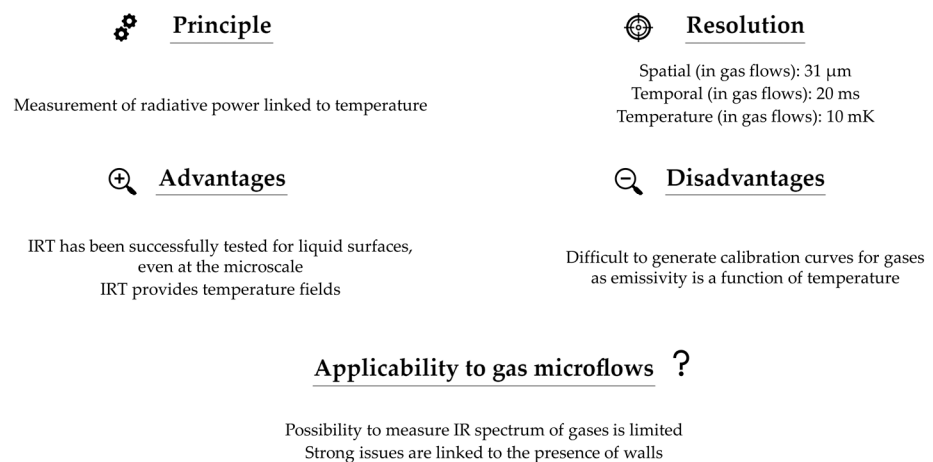 Principle
Measurement of radiative power linked to temperature
Resolution
Spatial (in gas flows): 31 µm
Temporal (in gas flows): 20 ms
Temperature (in gas flows): 10 mK
Advantages
IRT has been successfully tested for liquid surfaces,
even at the microscale
IRT provides temperature fields
Disadvantages
Difficult to generate calibration curves for gases
as emissivity is a function of temperature
Applicability to gas microflows ?
Possibility to measure IR spectrum of gases is limited
Strong issues are linked to the presence of walls